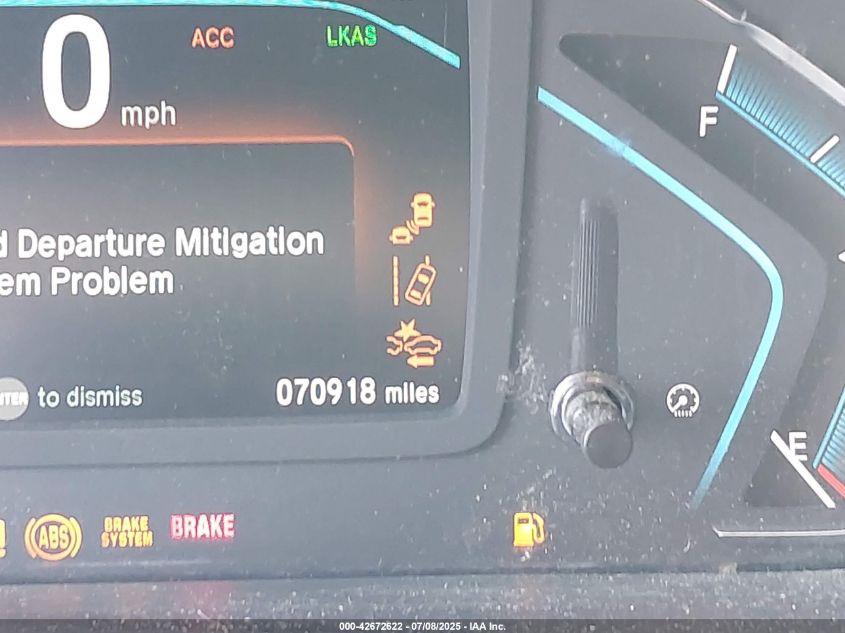 ACC LKAS
0 mph
F
Departure Mitigation
Problem
to dismiss
070918 miles
E
ABS BRAKE SYSTEM BRAKE
000-42672622 - 07/08/2025 - IAA Inc.